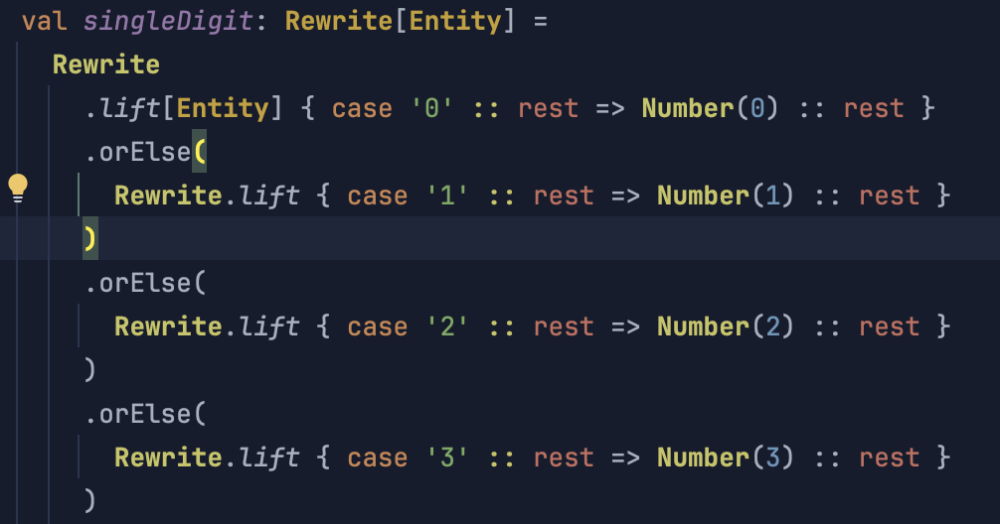 val singleDigit: Rewrite[Entity] =
Rewrite
.lift[Entity] { case '0' :: rest => Number(0) :: rest }
.orElse(
Rewrite.lift { case '1' :: rest => Number(1) :: rest }
)
.orElse(
Rewrite.lift { case '2' :: rest => Number(2) :: rest }
)
.orElse(
Rewrite.lift { case '3' :: rest => Number(3) :: rest }
)